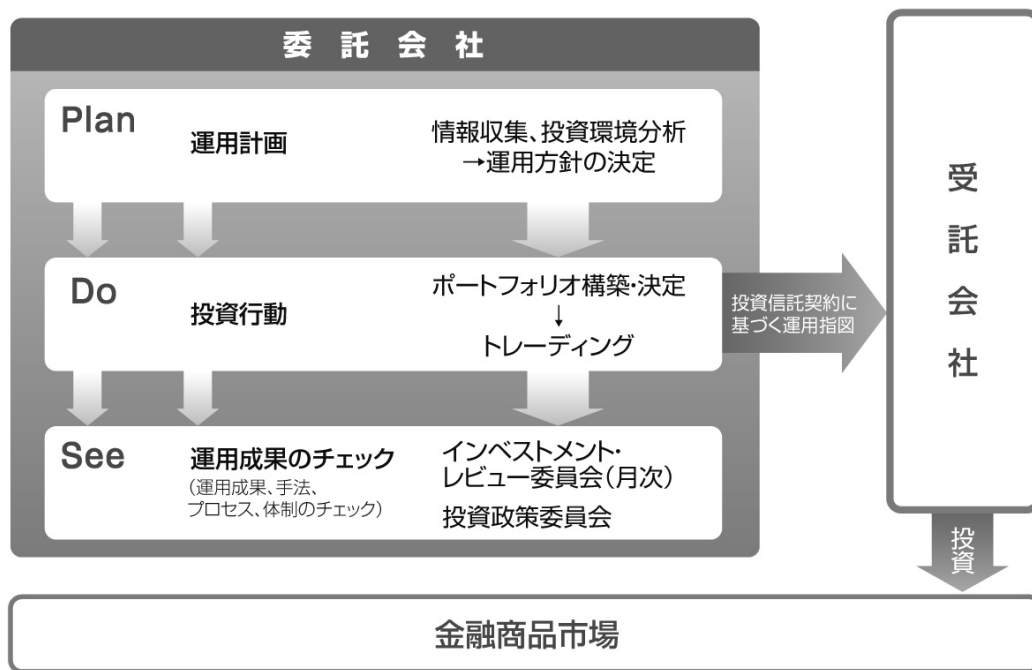 委託会社
Plan
運用計画
情報収集、投資環境分析
→運用方針の決定
Do
投資行動
ポートフォリオ構築・決定
↓
トレーディング
投資信託契約に
基づく運用指図
See
運用成果のチェック
(運用成果、手法、
プロセス、体制のチェック)
インベストメント・
レビュー委員会(月次)
投資政策委員会
受託会社
投資
金融商品市場